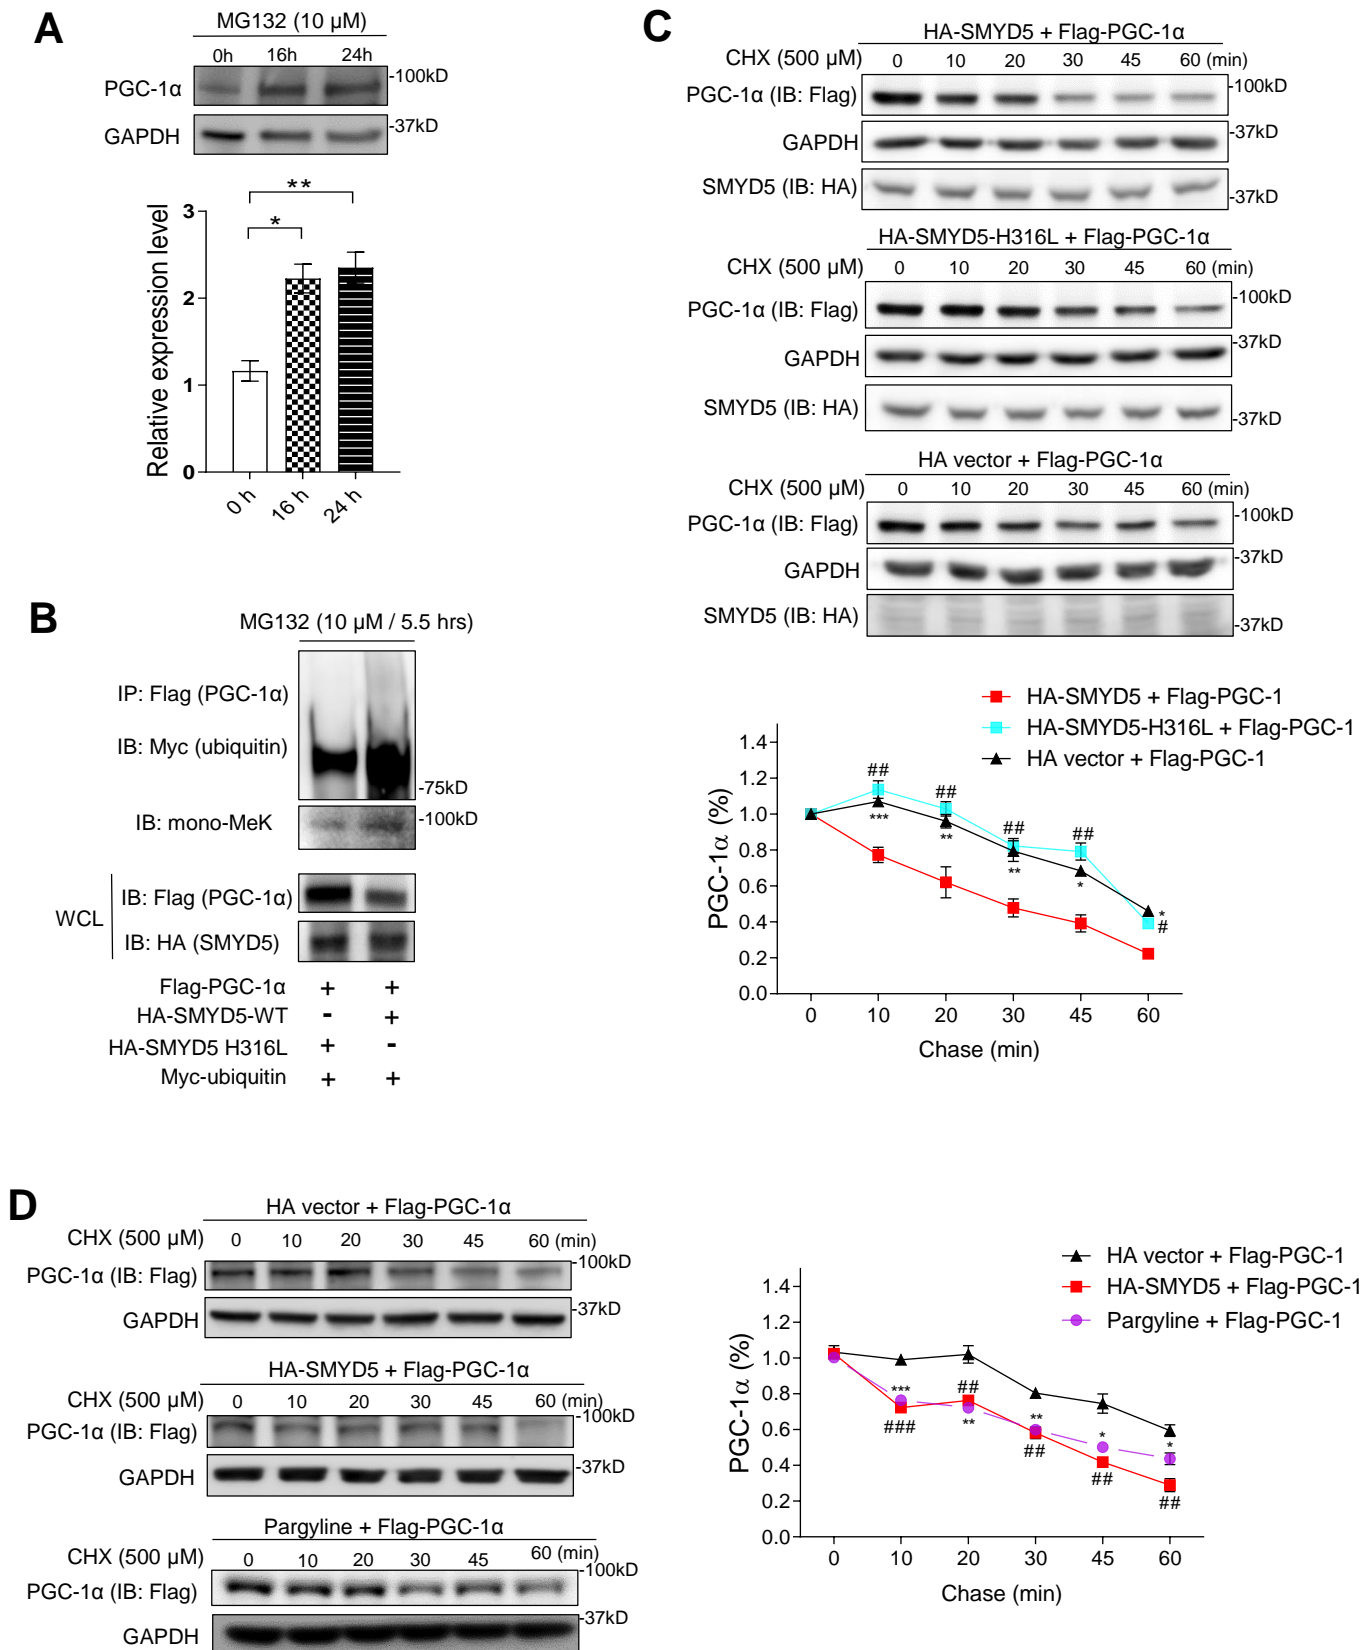 A
MG132 (10 µM)
0h 16h 24h
PGC-1α
-100kD
GAPDH
-37kD
**
*
Relative expression level
3
2
1
0
0 h 16 h 24 h
B
MG132 (10 µM / 5.5 hrs)
IP: Flag (PGC-1α)
IB: Myc (ubiquitin)
-75kD
IB: mono-MeK
-100kD
WCL
IB: Flag (PGC-1α)
IB: HA (SMYD5)
Flag-PGC-1α + +
HA-SMYD5-WT - +
HA-SMYD5 H316L + -
Myc-ubiquitin + +
C
HA-SMYD5 + Flag-PGC-1α
CHX (500 µM) 0 10 20 30 45 60 (min)
PGC-1α (IB: Flag)
-100kD
GAPDH
-37kD
SMYD5 (IB: HA)
-37kD
HA-SMYD5-H316L + Flag-PGC-1α
CHX (500 µM) 0 10 20 30 45 60 (min)
PGC-1α (IB: Flag)
-100kD
GAPDH
-37kD
SMYD5 (IB: HA)
-37kD
HA vector + Flag-PGC-1α
CHX (500 µM) 0 10 20 30 45 60 (min)
PGC-1α (IB: Flag)
-100kD
GAPDH
-37kD
SMYD5 (IB: HA)
-37kD
HA-SMYD5 + Flag-PGC-1
HA-SMYD5-H316L + Flag-PGC-1
HA vector + Flag-PGC-1
PGC-1α (%)
1.4
1.2
1.0
0.8
0.6
0.4
0.2
0.0
## ## ## ## #
*** ** ** * *
0 10 20 30 45 60
Chase (min)
D
HA vector + Flag-PGC-1α
CHX (500 µM) 0 10 20 30 45 60 (min)
PGC-1α (IB: Flag)
-100kD
GAPDH
-37kD
HA-SMYD5 + Flag-PGC-1α
CHX (500 µM) 0 10 20 30 45 60 (min)
PGC-1α (IB: Flag)
-100kD
GAPDH
-37kD
Pargyline + Flag-PGC-1α
CHX (500 µM) 0 10 20 30 45 60 (min)
PGC-1α (IB: Flag)
-100kD
GAPDH
-37kD
HA vector + Flag-PGC-1
HA-SMYD5 + Flag-PGC-1
Pargyline + Flag-PGC-1
PGC-1α (%)
1.4
1.2
1.0
0.8
0.6
0.4
0.2
0.0
*** ## ** * *
### ** ## ## ##
0 10 20 30 45 60
Chase (min)